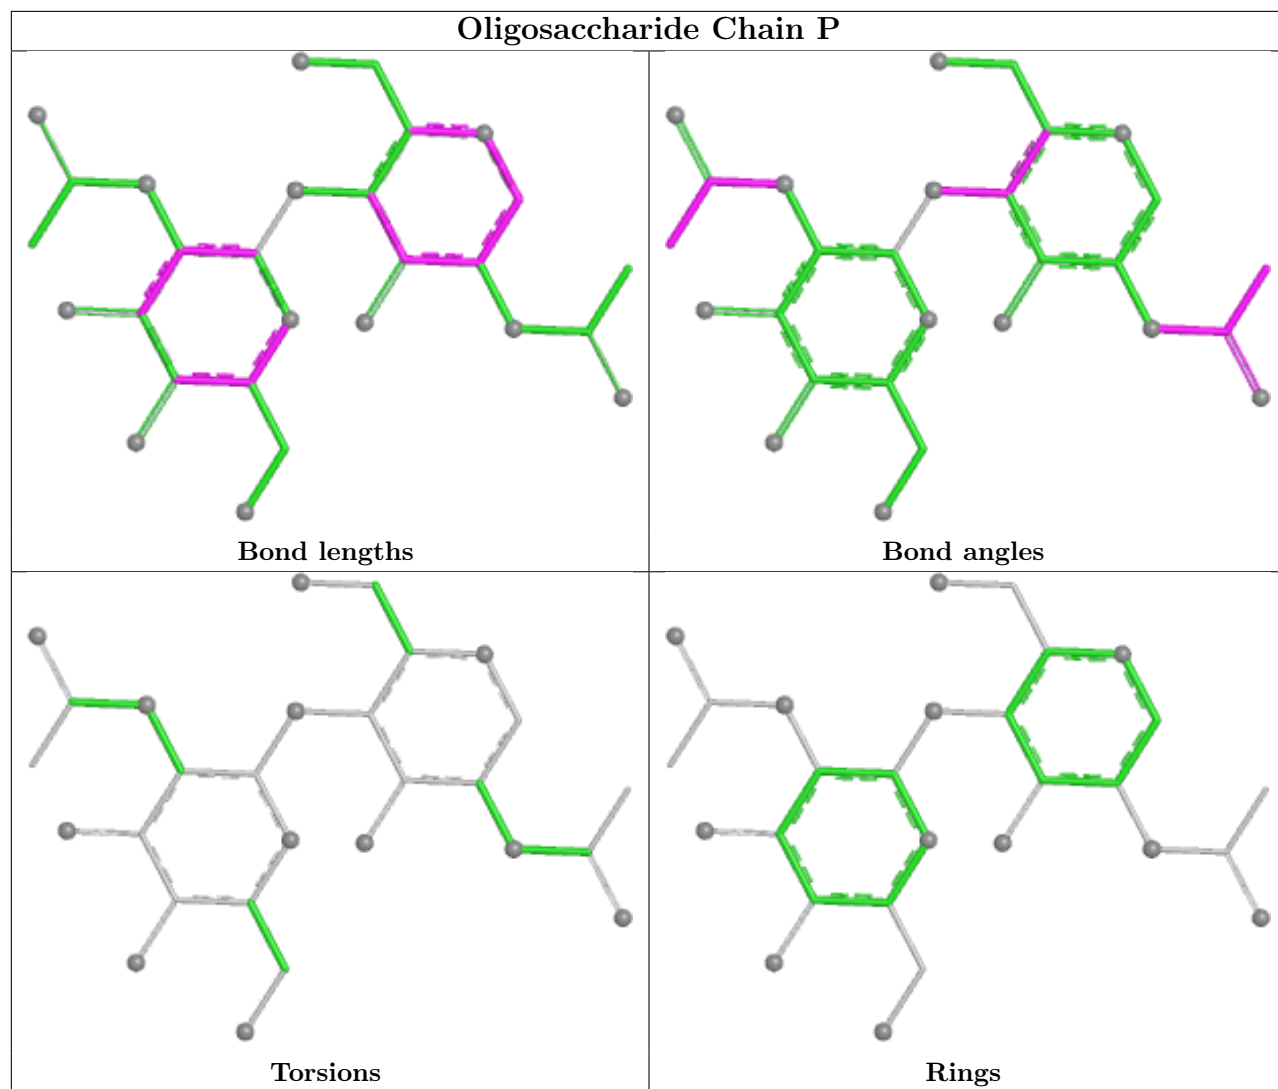 Oligosaccharide Chain P
Bond lengths
Bond angles
Torsions
Rings